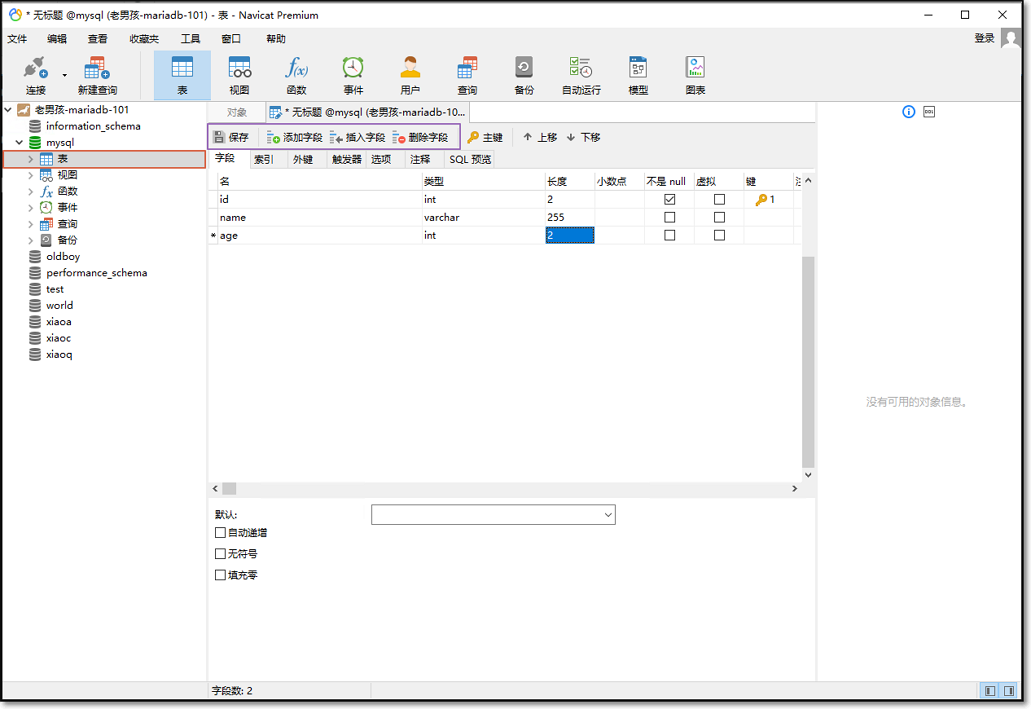 * 无标题 @mysql (老男孩-mariadb-101) - 表 - Navicat Premium
文件 编辑 查看 收藏夹 工具 窗口 帮助 登录
连接 新建查询 表 视图 函数 事件 用户 查询 备份 自动运行 模型 图表
老男孩-mariadb-101
information_schema
mysql
表
视图
函数
事件
查询
备份
oldboy
performance_schema
test
world
xiaoa
xiaoc
xiaoq
对象 * 无标题 @mysql (老男孩-mariadb-10...
保存 添加字段 插入字段 删除字段 主键 上移 下移
字段 索引 外键 触发器 选项 注释 SQL 预览
名 类型 长度 小数点 不是 null 虚拟 键
id int 2 1
name varchar 255
* age int 2
默认:
自动递增
无符号
填充零
没有可用的对象信息。
字段数: 2